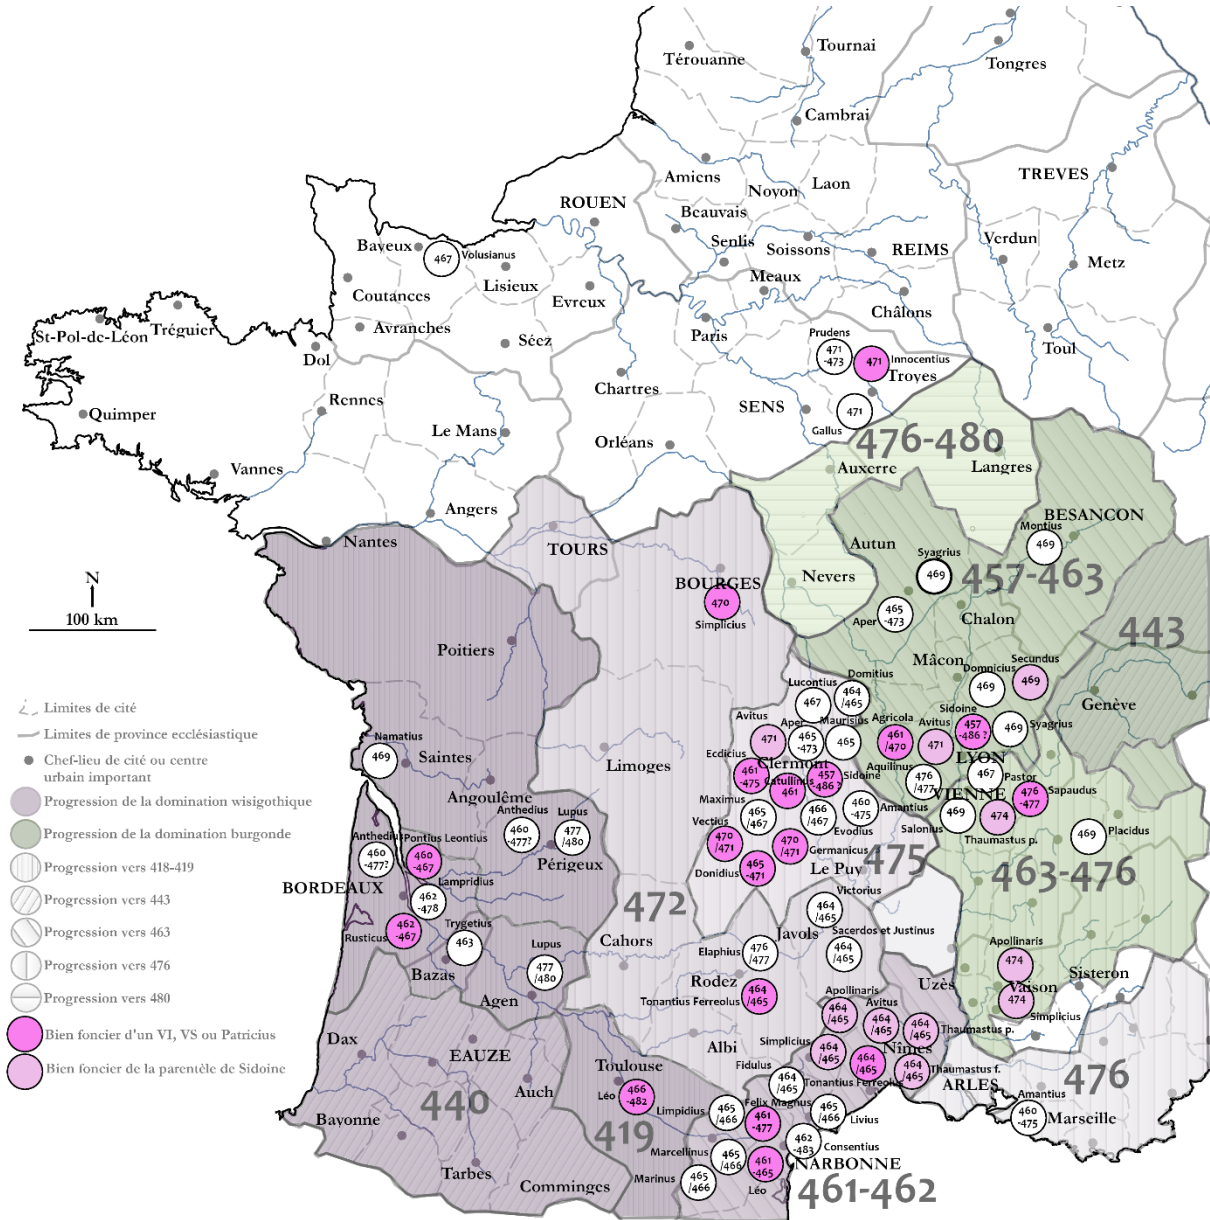 Térouanne
Tournai
Tongres
Cambrai
Amiens
Noyon
Laon
TREVES
ROUEN
Beauvais
Senlis
Soissons
REIMS
Verdun
Metz
Bayeux
467
Volusianus
Lisieux
Meaux
Coutances
Evreux
Châlons
Tréguier
St-Pol-de-Léon
Avranches
Dol
Séez
Paris
Prudens
471
-473
471
Innocentius
Troyes
Toul
Chartres
Quimper
Rennes
SENS
471
Gallus
Le Mans
Orléans
476-480
Vannes
Auxerre
Langres
Angers
BESANCON
Montius
469
Nantes
TOURS
Autun
Syagrius
469
457-463
BOURGES
470
Simplicius
Nevers
465
-473
Aper
Chalon
N
100 km
443
Poitiers
Mâcon
Domnicius
469
Secundus
469
Genève
Lucontius
467
Domitius
464
/465
Limites de cité
Limites de province ecclésiastique
Chef-lieu de cité ou centre
urbain important
Progression de la domination wisigothique
Progression de la domination burgonde
Progression vers 418-419
Progression vers 443
Progression vers 463
Progression vers 476
Progression vers 480
Bien foncier d'un VI, VS ou Patricius
Bien foncier de la parentèle de Sidoine
Namatius
469
Saintes
Avitus
471
Aper
465
-473
Maurisius
465
Agricola
461
/470
Avitus
471
Sidoine
457
-486 ?
469
Syagrius
LYON
Limoges
Ecdicius
461
-475
Clermont
Catullinus
461
457
-486 ?
Sidoine
Aquilinus
476
/477
467
Pastor
VIENNE
476
-477
Sapaudus
Angoulême
Maximus
465
/467
466
/467
Evodius
460
-475
Amantius
Salonius
469
474
Thaumastus p.
469
Placidus
Anthedius
460
-477?
Pontius Leontius
460
-467
Anthedius
460
-477?
Lupus
477
/480
Périgeux
Vectius
470
/471
470
/471
Germanicus
Donidius
465
-471
Le Puy
475
463-476
BORDEAUX
Lampridius
462
-478
Rusticus
462
-467
Trygetius
463
Bazas
Lupus
477
/480
Agen
472
Cahors
Victorius
464
/465
Javols
Sacerdos et Justinus
464
/465
Elaphius
476
/477
Rodez
Tonantius Ferreolus
464
/465
Uzès
Apollinaris
474
Vaison
474
Simplicius
Sisteron
Apollinaris
464
/465
Avitus
464
/465
464
/465
Thaumastus p.
Dax
EAUZE
Albi
Simplicius
464
/465
464
/465
Nîmes
464
/465
Thaumastus f.
Tonantius Ferreolus
ARLES
476
Toulouse
Léo
466
-482
Fidulus
464
/465
Auch
440
Bayonne
419
Limpidius
465
/466
Felix Magnus
461
-477
465
/466
Livius
Amantius
460
-475
Marseille
Marcellinus
465
/466
462
-483
Consentius
461
-465
Léo
NARBONNE
461-462
Marinus
465
/466
Tarbes
Comminges